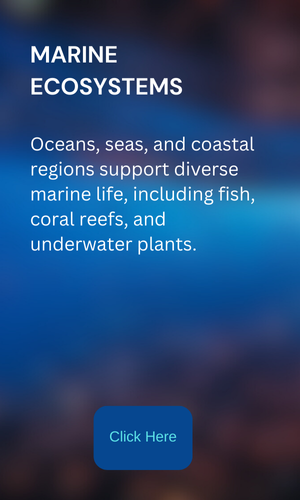 MARINE
ECOSYSTEMS
Oceans, seas, and coastal
regions support diverse
marine life, including fish,
coral reefs, and
underwater plants.
Click Here